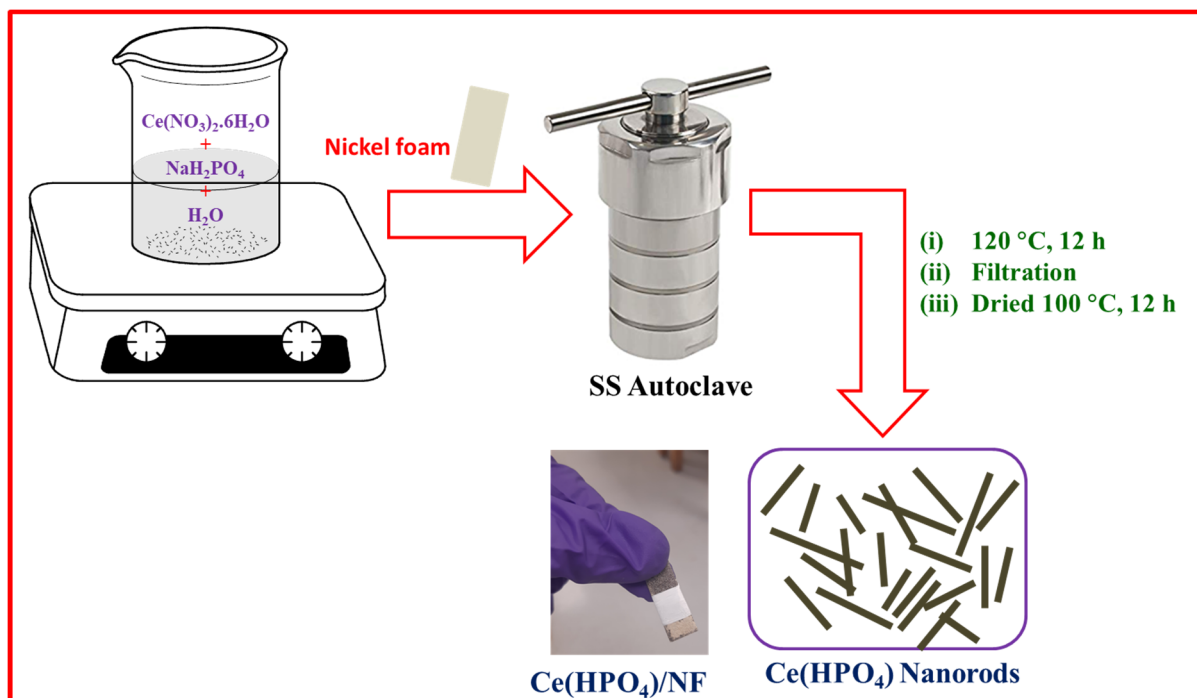 Ce(NO₃)₂.6H₂O
+
NaH₂PO₄
+
H₂O
Nickel foam
SS Autoclave
(i) 120 °C, 12 h
(ii) Filtration
(iii) Dried 100 °C, 12 h
Ce(HPO₄)/NF
Ce(HPO₄) Nanorods